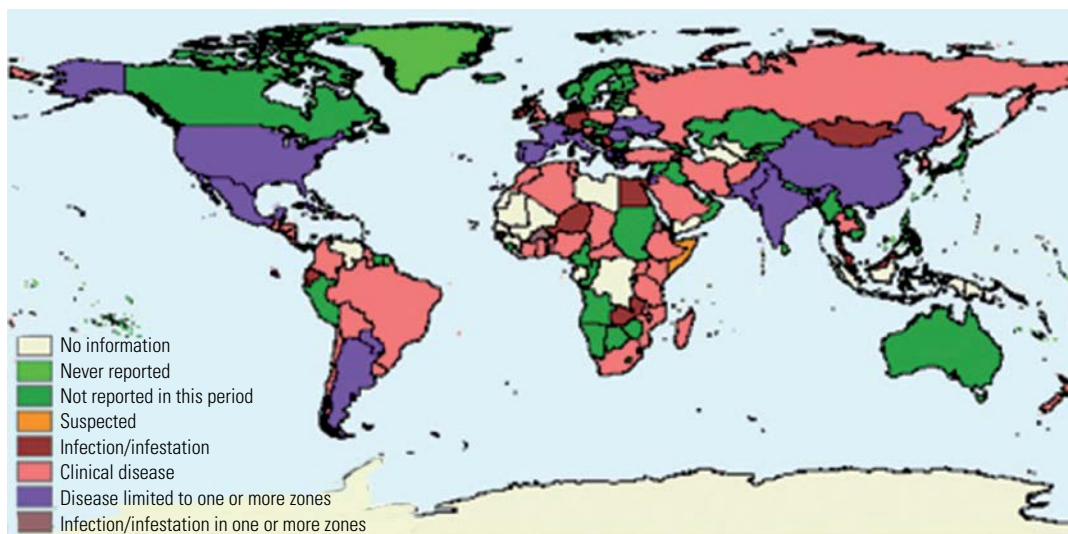 No information
Never reported
Not reported in this period
Suspected
Infection/infestation
Clinical disease
Disease limited to one or more zones
Infection/infestation in one or more zones